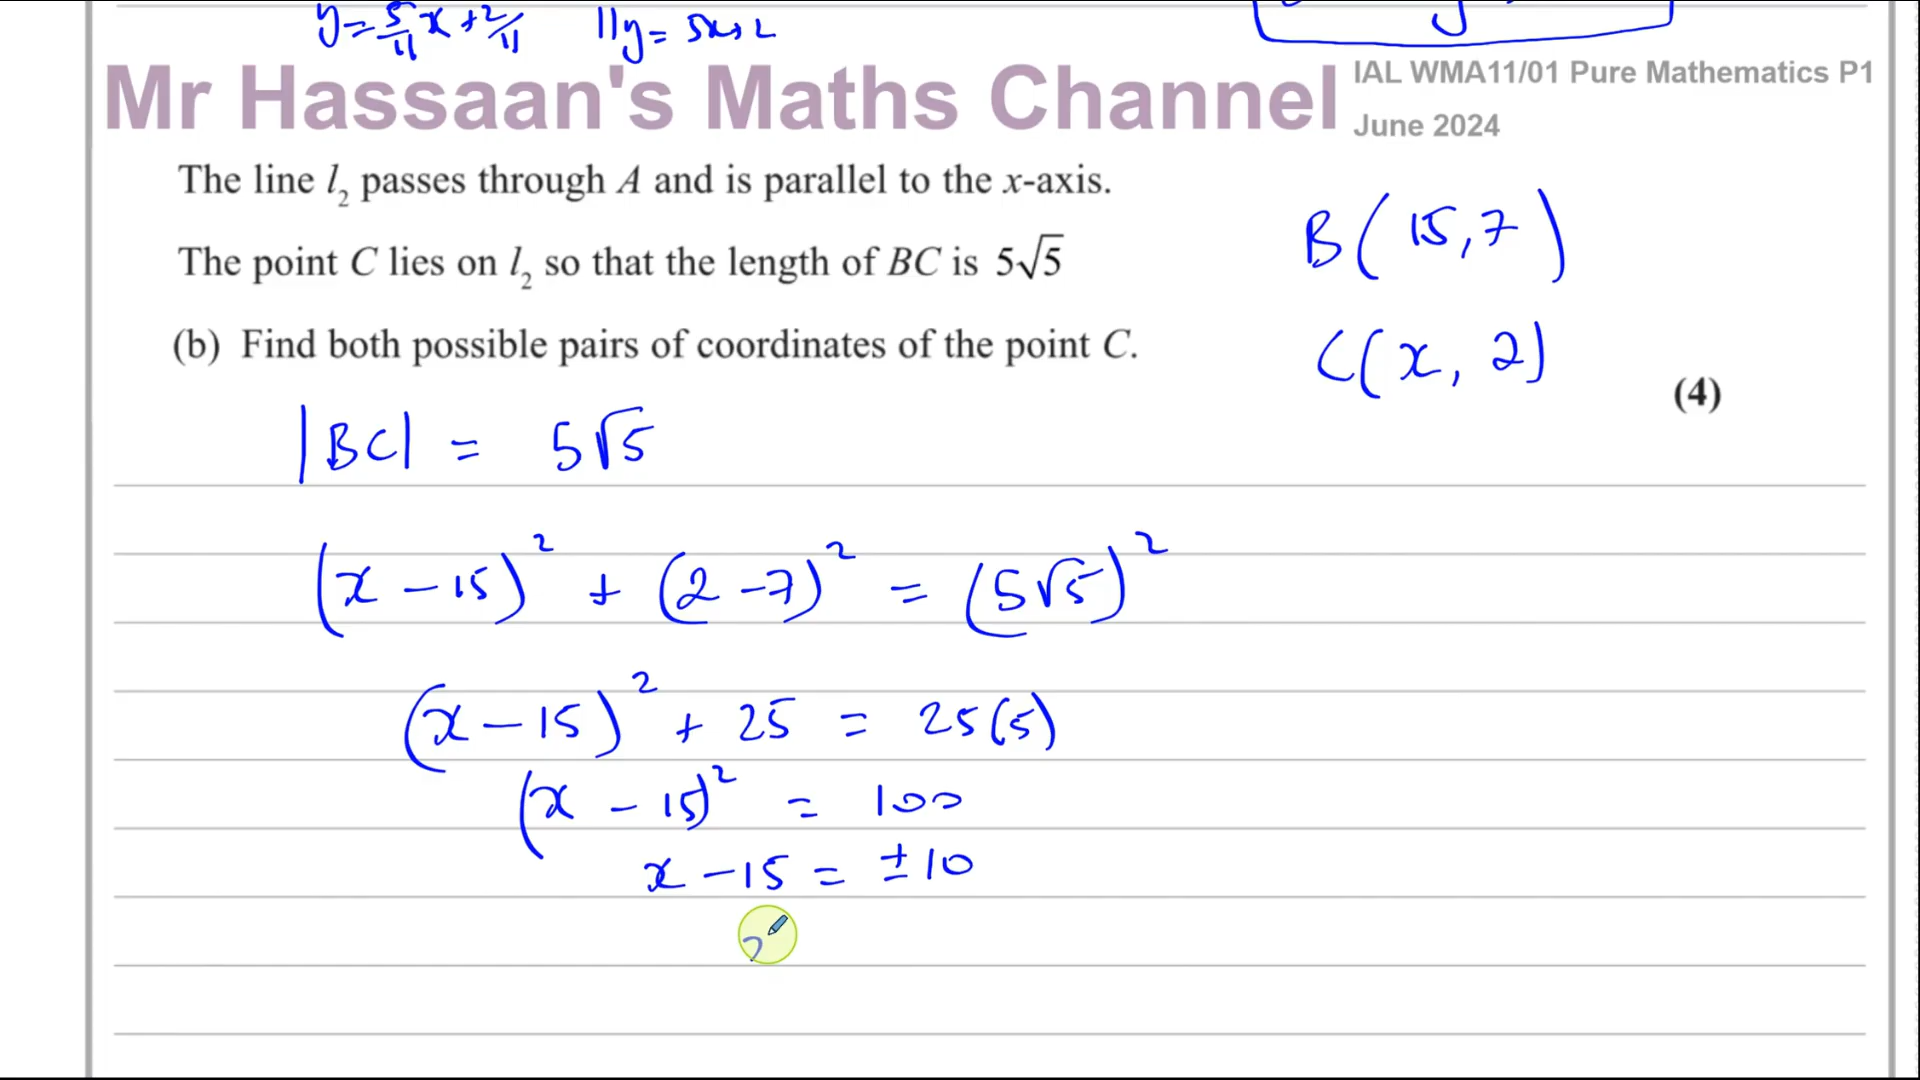 y = 5/11 x + 2/11    11y = 5x + 2
Mr Hassaan's Maths Channel
IAL WMA11/01 Pure Mathematics P1
June 2024
The line l₂ passes through A and is parallel to the x-axis.
The point C lies on l₂ so that the length of BC is 5√5
B(15, 7)
(b) Find both possible pairs of coordinates of the point C.
C(x, 2)
(4)
|BC| = 5√5
(x − 15)² + (2 − 7)² = (5√5)²
(x − 15)² + 25 = 25(5)
(x − 15)² = 100
x − 15 = ±10